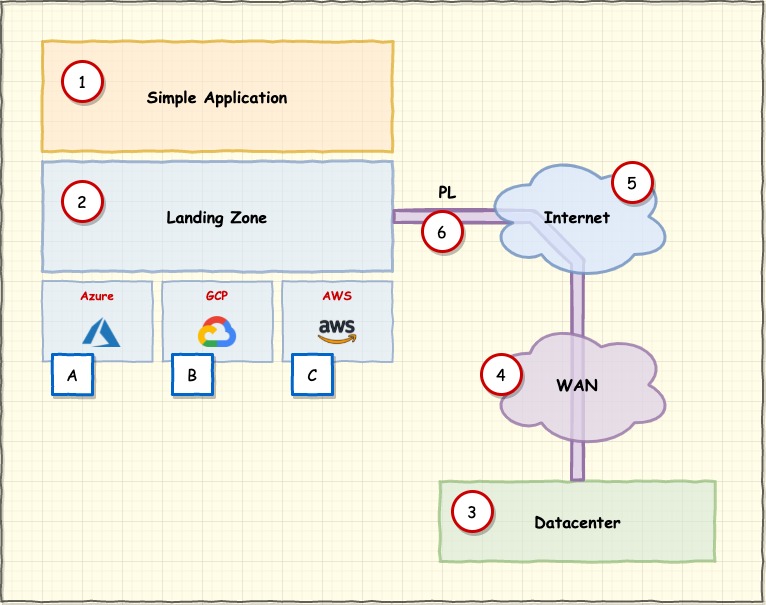 1
Simple Application
2
Landing Zone
PL
6
5
Internet
Azure
GCP
AWS
aws
A
B
C
4
WAN
3
Datacenter